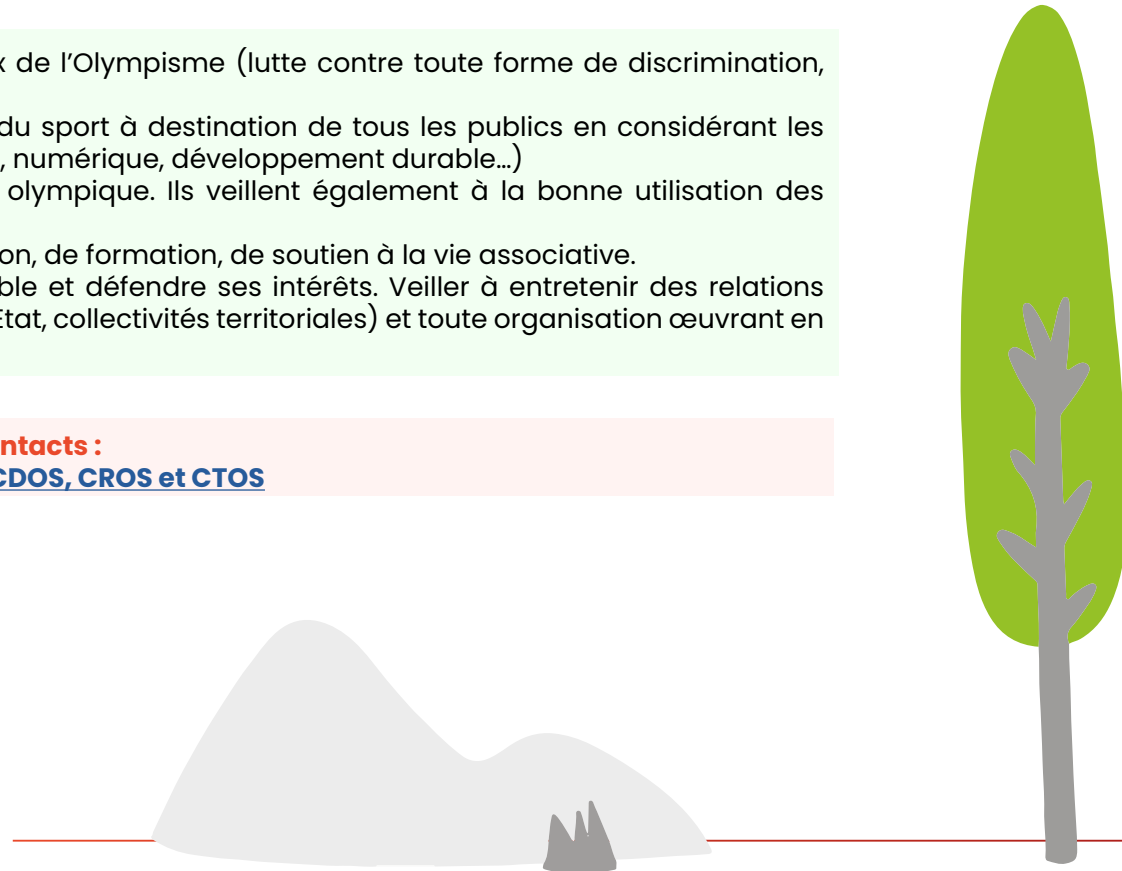 x de l’Olympisme (lutte contre toute forme de discrimination,
du sport à destination de tous les publics en considérant les
, numérique, développement durable…)
olympique. Ils veillent également à la bonne utilisation des
on, de formation, de soutien à la vie associative.
ble et défendre ses intérêts. Veiller à entretenir des relations
Etat, collectivités territoriales) et toute organisation œuvrant en
ntacts :
CDOS, CROS et CTOS